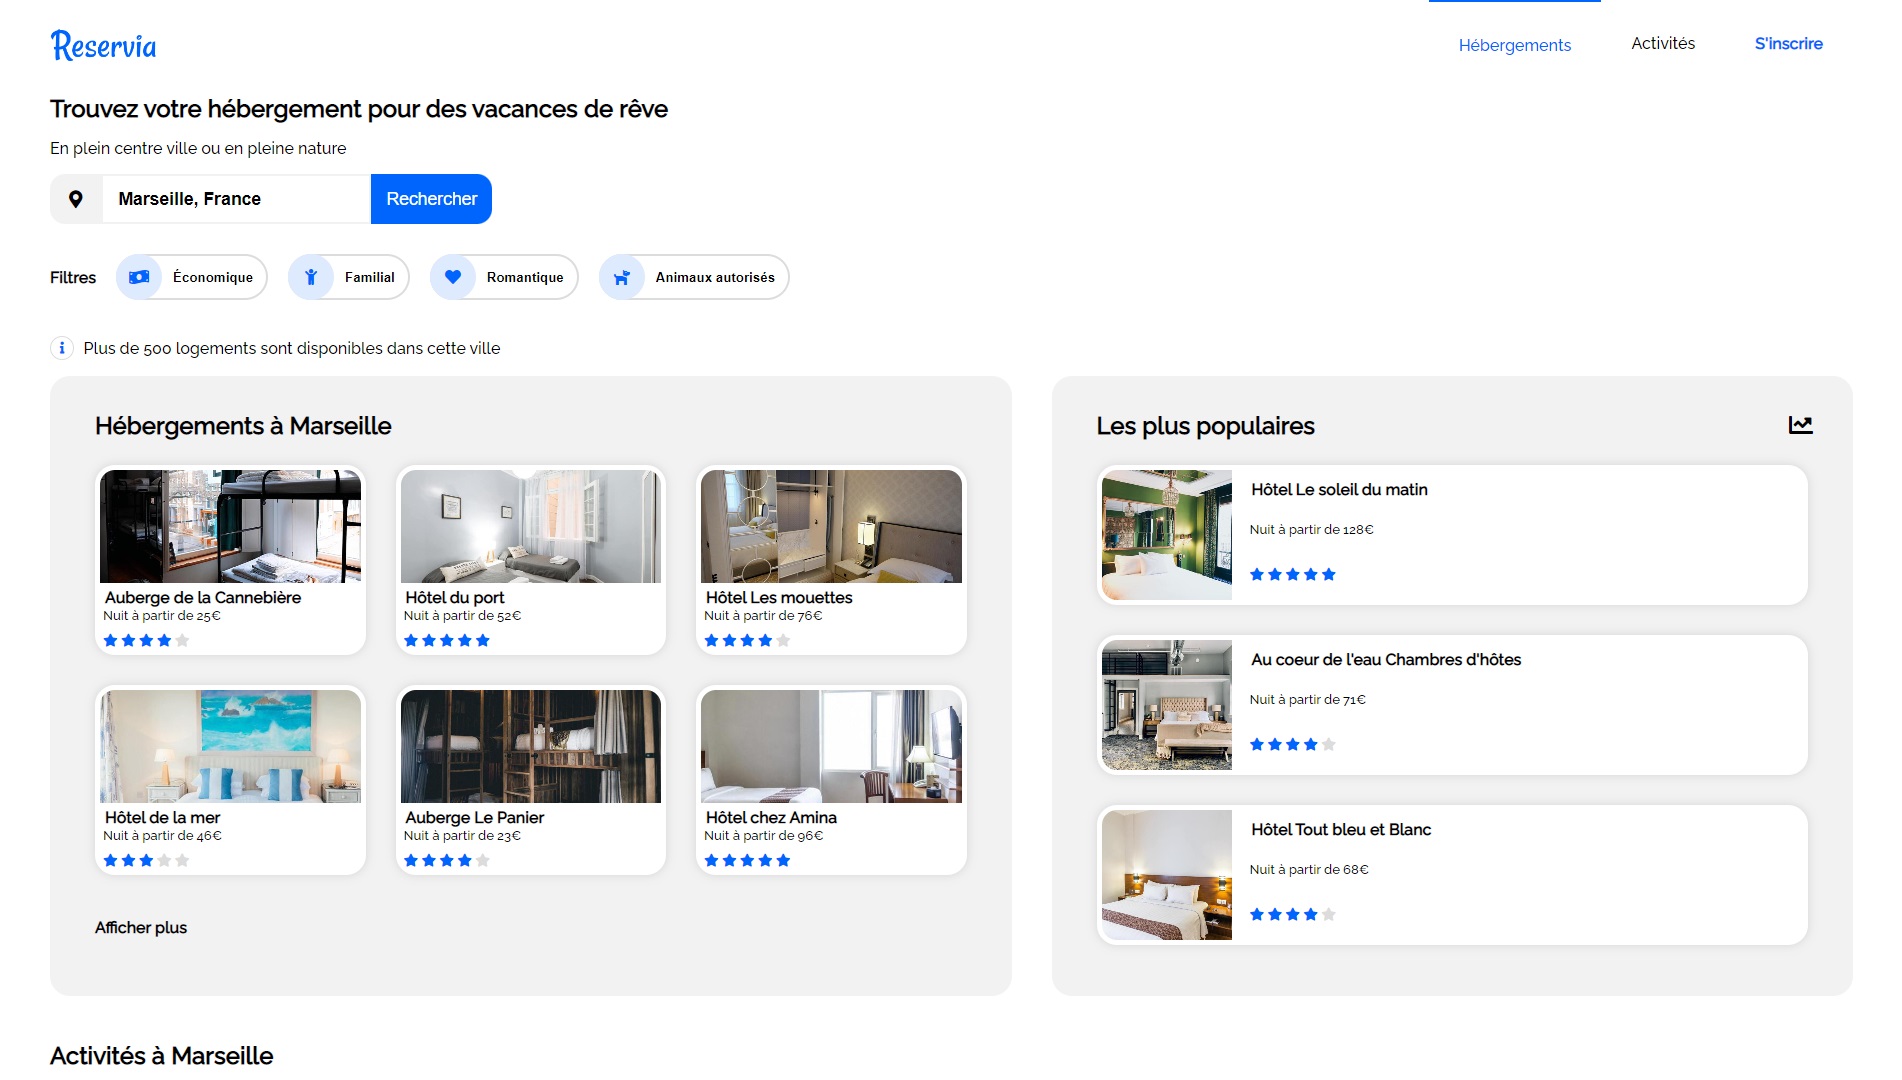 Reservia
Hébergements
Activités
S'inscrire
Trouvez votre hébergement pour des vacances de rêve
En plein centre ville ou en pleine nature
Marseille, France
Rechercher
Filtres
Économique
Familial
Romantique
Animaux autorisés
Plus de 500 logements sont disponibles dans cette ville
Hébergements à Marseille
Auberge de la Cannebière
Nuit à partir de 25€
Hôtel du port
Nuit à partir de 52€
Hôtel Les mouettes
Nuit à partir de 76€
Hôtel de la mer
Nuit à partir de 46€
Auberge Le Panier
Nuit à partir de 23€
Hôtel chez Amina
Nuit à partir de 96€
Afficher plus
Les plus populaires
Hôtel Le soleil du matin
Nuit à partir de 128€
Au coeur de l'eau Chambres d'hôtes
Nuit à partir de 71€
Hôtel Tout bleu et Blanc
Nuit à partir de 68€
Activités à Marseille